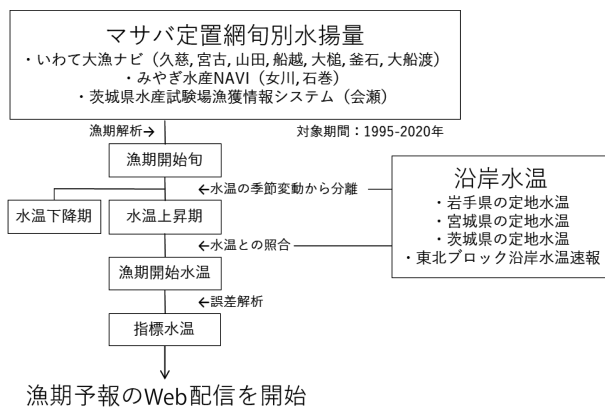 マサバ定置網旬別水揚量
・いわて大漁ナビ（久慈, 宮古, 山田, 船越, 大槌, 釜石, 大船渡）
・みやぎ水産NAVI（女川, 石巻）
・茨城県水産試験場漁獲情報システム（会瀬）
漁期解析→
対象期間：1995-2020年
漁期開始旬
←水温の季節変動から分離
水温下降期
水温上昇期
沿岸水温
・岩手県の定地水温
・宮城県の定地水温
・茨城県の定地水温
・東北ブロック沿岸水温速報
←水温との照合
漁期開始水温
←誤差解析
指標水温
漁期予報のWeb配信を開始